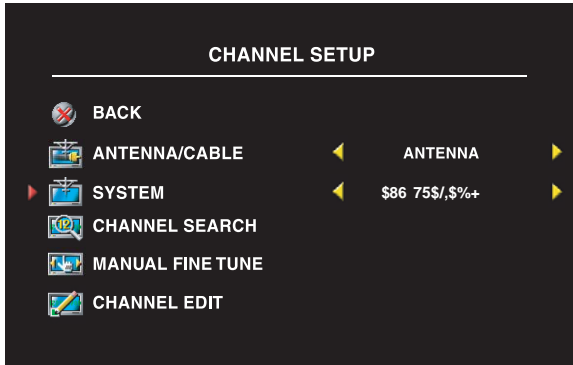 CHANNEL SETUP
BACK
ANTENNA/CABLE ANTENNA
SYSTEM $86 75$/,$%+
CHANNEL SEARCH
MANUAL FINE TUNE
CHANNEL EDIT